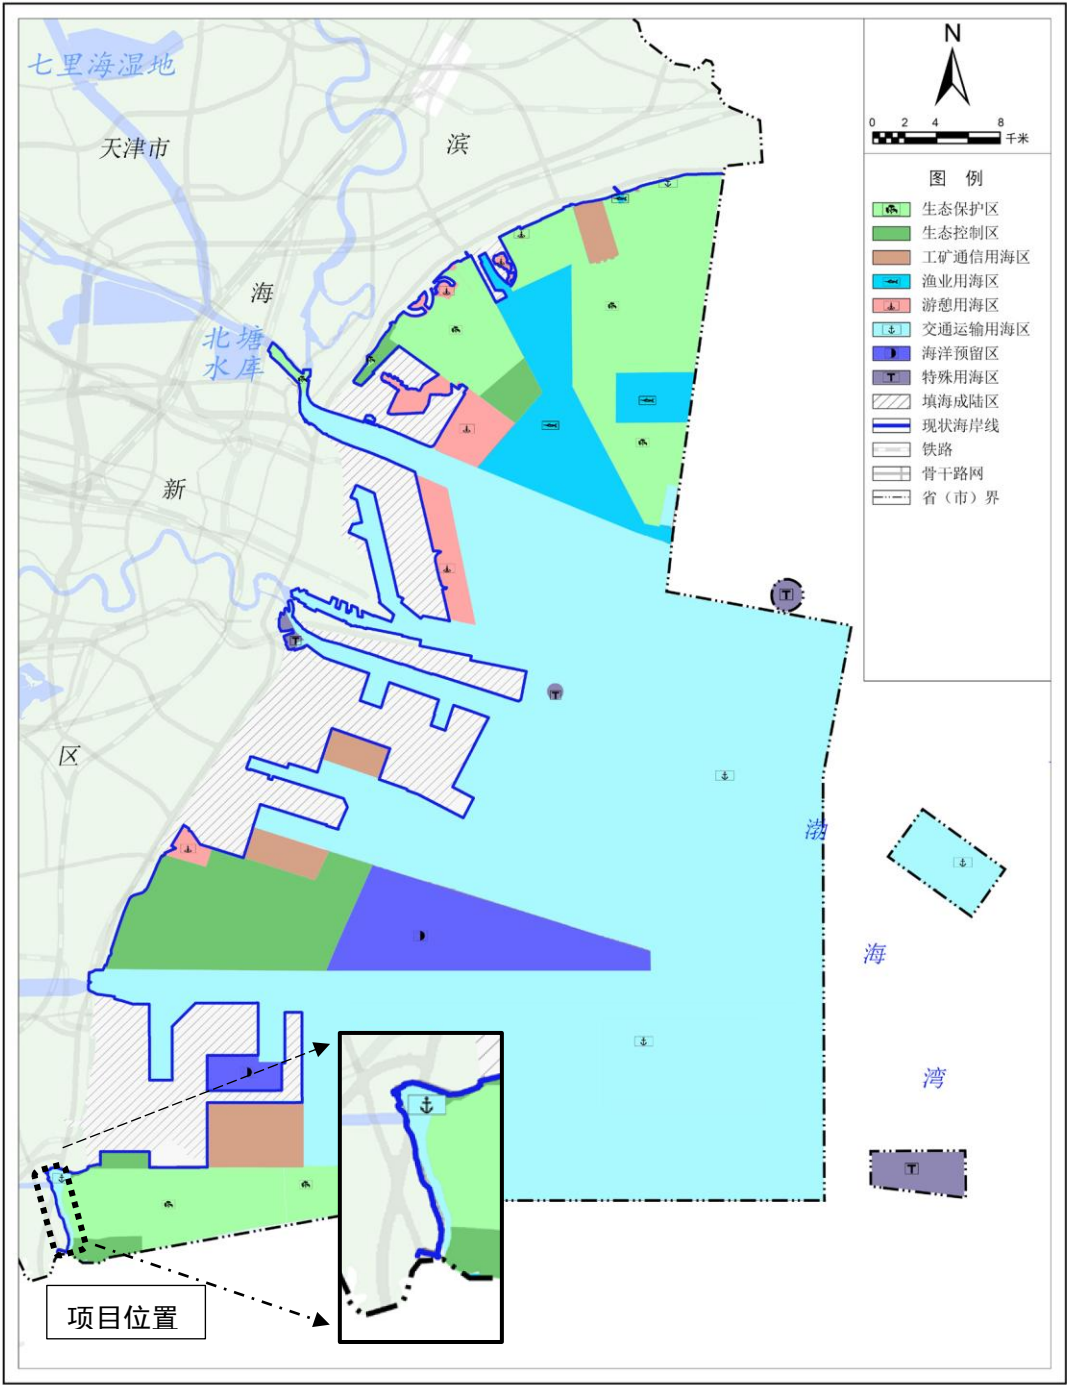 七里海湿地
天津市
滨
海
北塘
水库
新
区
渤
海
湾
N
0 2 4 8
千米
图 例
生态保护区
生态控制区
工矿通信用海区
渔业用海区
游憩用海区
交通运输用海区
海洋预留区
特殊用海区
填海成陆区
现状海岸线
铁路
骨干路网
省（市）界
项目位置